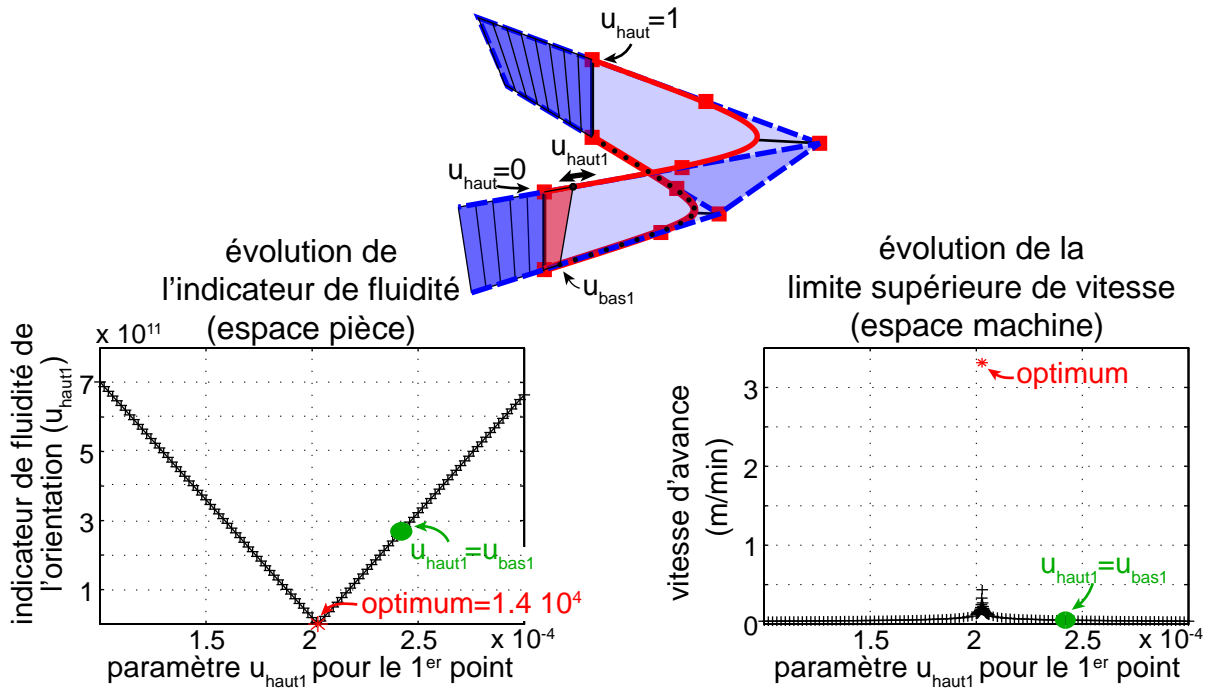 u_haut=1
u_haut1
u_haut=0
u_bas1
évolution de
l'indicateur de fluidité
(espace pièce)
x 10^11
indicateur de fluidité de
l'orientation (u_haut1)
7
5
3
1
u_haut1=u_bas1
optimum=1.4 10^4
1.5
2
2.5
x 10^-4
paramètre u_haut1 pour le 1^er point
évolution de la
limite supérieure de vitesse
(espace machine)
vitesse d'avance
(m/min)
3
2
1
0
optimum
u_haut1=u_bas1
1.5
2
2.5
x 10^-4
paramètre u_haut1 pour le 1^er point